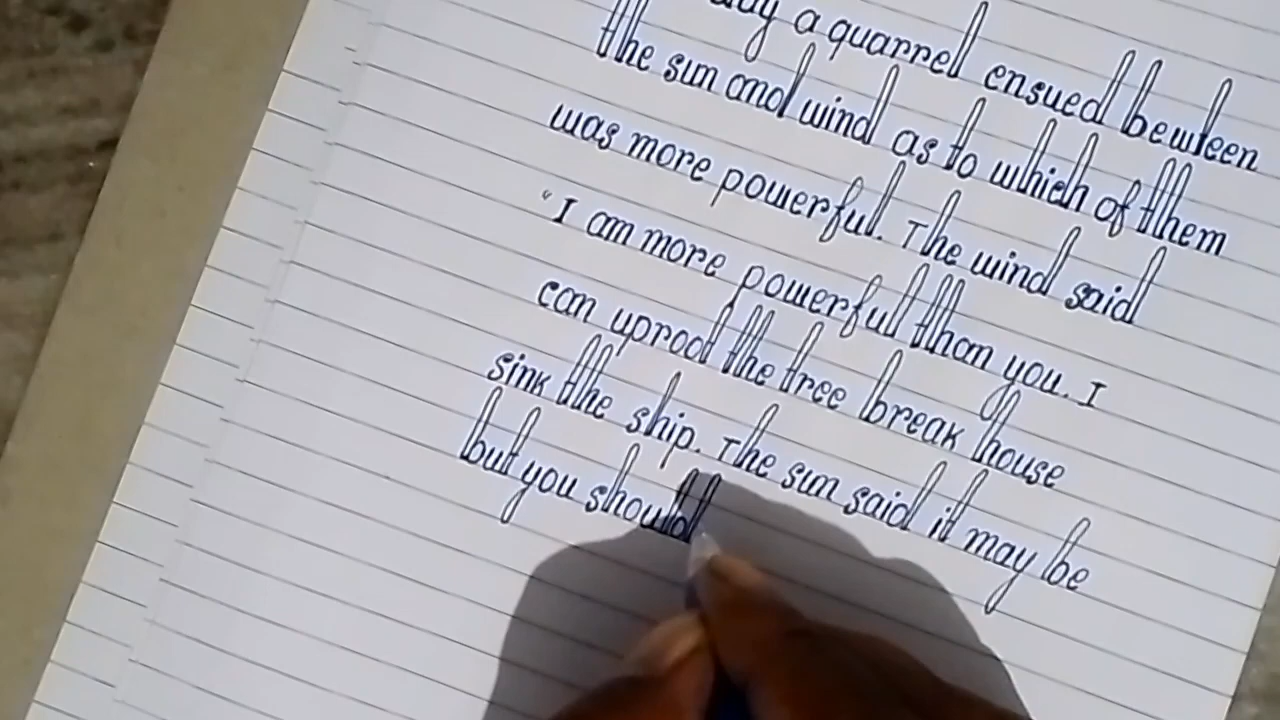 day a quarrel ensued bewteen
the sun and wind as to which of them
was more powerful. The wind said
"I am more powerful than you. I
can uproot the tree break house
sink the ship. The sun said it may be
but you should